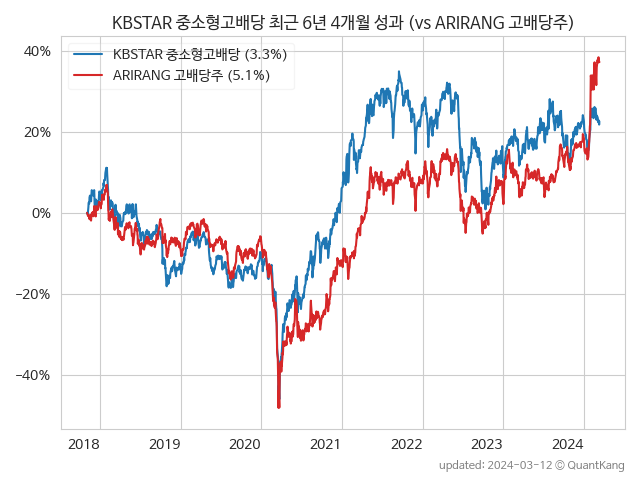 KBSTAR 중소형고배당 최근 6년 4개월 성과 (vs ARIRANG 고배당주)
KBSTAR 중소형고배당 (3.3%)
ARIRANG 고배당주 (5.1%)
40%
20%
0%
−20%
−40%
2018 2019 2020 2021 2022 2023 2024
updated: 2024-03-12 © QuantKang